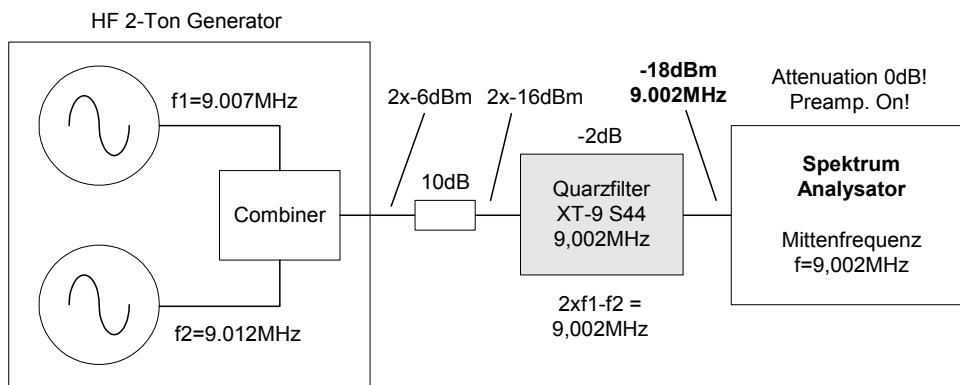 HF 2-Ton Generator
f1=9.007MHz
Combiner
f2=9.012MHz
2x-6dBm
2x-16dBm
10dB
-2dB
Quarzfilter
XT-9 S44
9,002MHz
2xf1-f2 =
9,002MHz
-18dBm
9.002MHz
Attenuation 0dB!
Preamp. On!
Spektrum
Analysator
Mittenfrequenz
f=9,002MHz